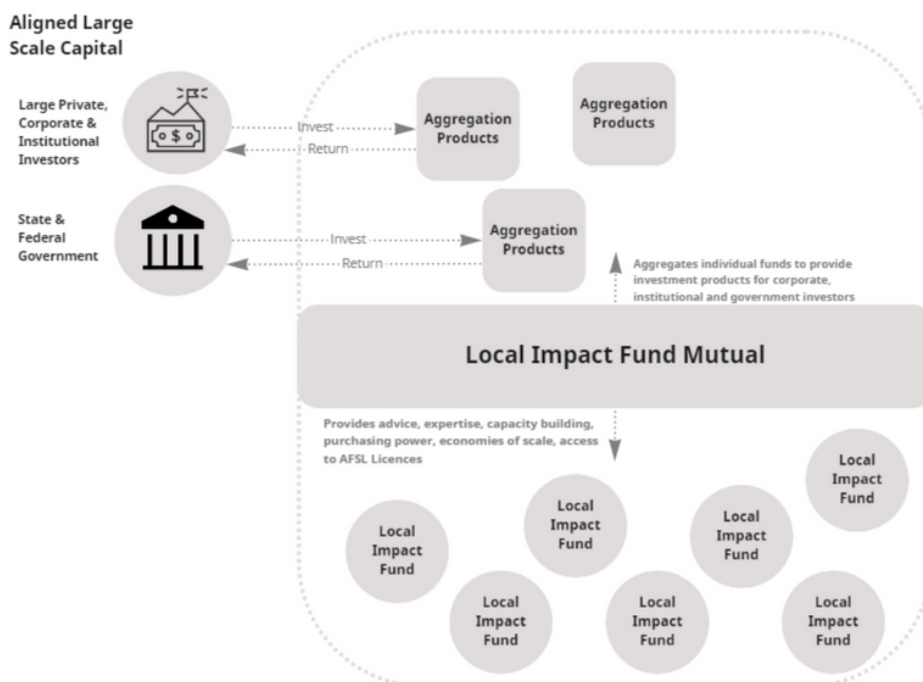 Aligned Large
Scale Capital
Large Private,
Corporate &
Institutional
Investors
$
Invest
Return
Aggregation
Products
Aggregation
Products
State &
Federal
Government
Invest
Return
Aggregation
Products
Aggregates individual funds to provide
investment products for corporate,
institutional and government investors
Local Impact Fund Mutual
Provides advice, expertise, capacity building,
purchasing power, economies of scale, access
to AFSL Licences
Local
Impact
Fund
Local
Impact
Fund
Local
Impact
Fund
Local
Impact
Fund
Local
Impact
Fund
Local
Impact
Fund
Local
Impact
Fund